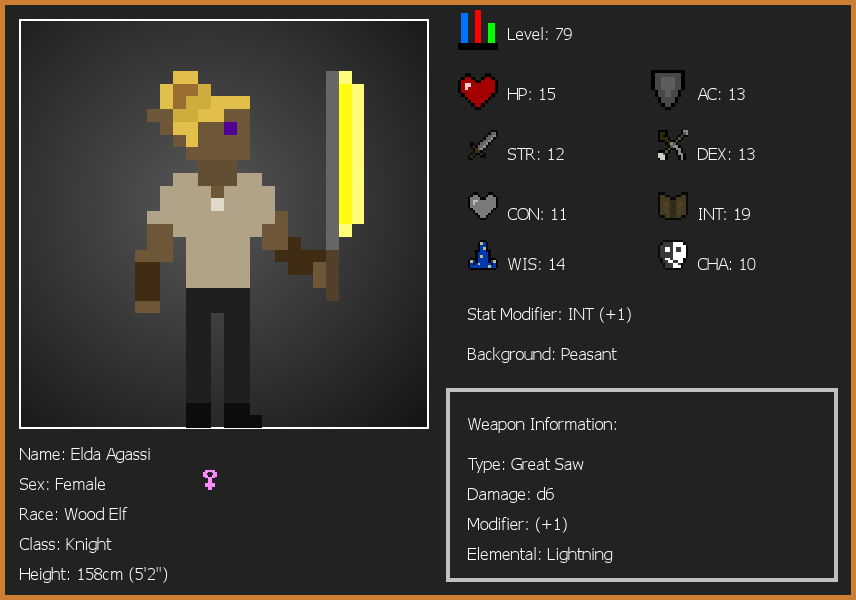 Level: 79
HP: 15
AC: 13
STR: 12
DEX: 13
CON: 11
INT: 19
WIS: 14
CHA: 10
Stat Modifier: INT (+1)
Background: Peasant
Weapon Information:
Type: Great Saw
Damage: d6
Modifier: (+1)
Elemental: Lightning
Name: Elda Agassi
Sex: Female
Race: Wood Elf
Class: Knight
Height: 158cm (5'2")